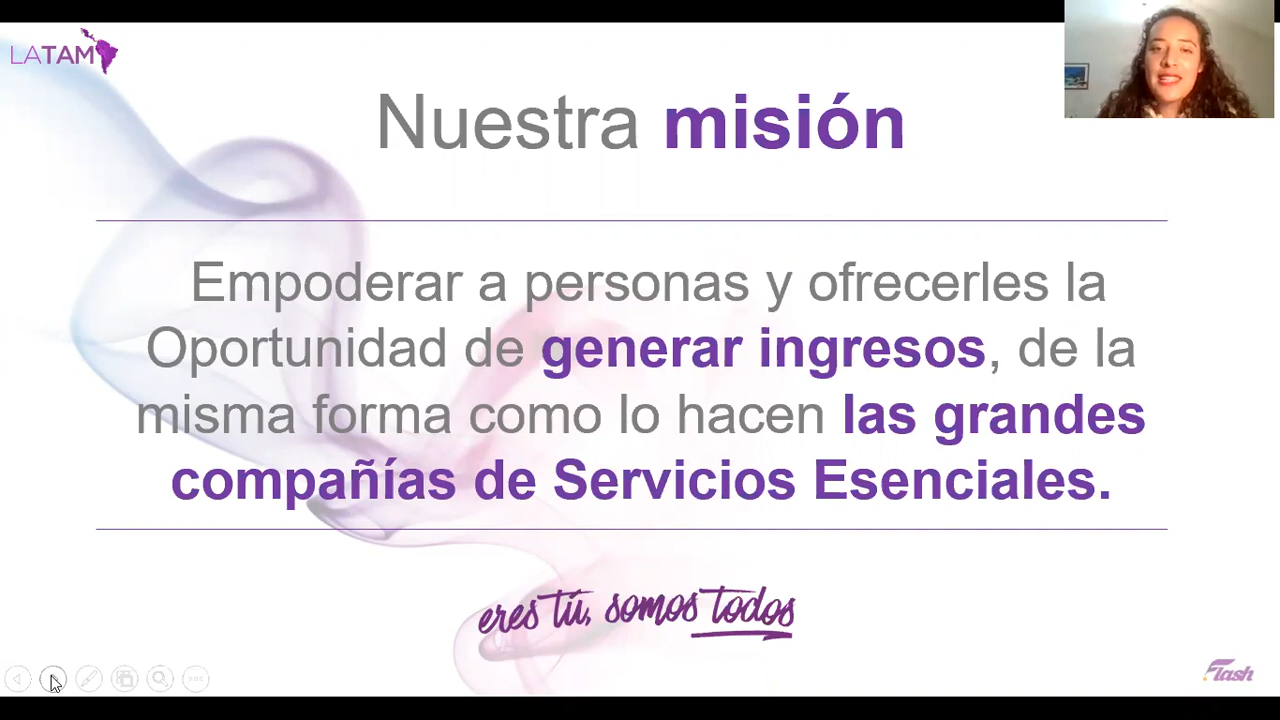 LATAM
Nuestra misión
Empoderar a personas y ofrecerles la
Oportunidad de generar ingresos, de la
misma forma como lo hacen las grandes
compañías de Servicios Esenciales.
eres tú, somos todos
Flash